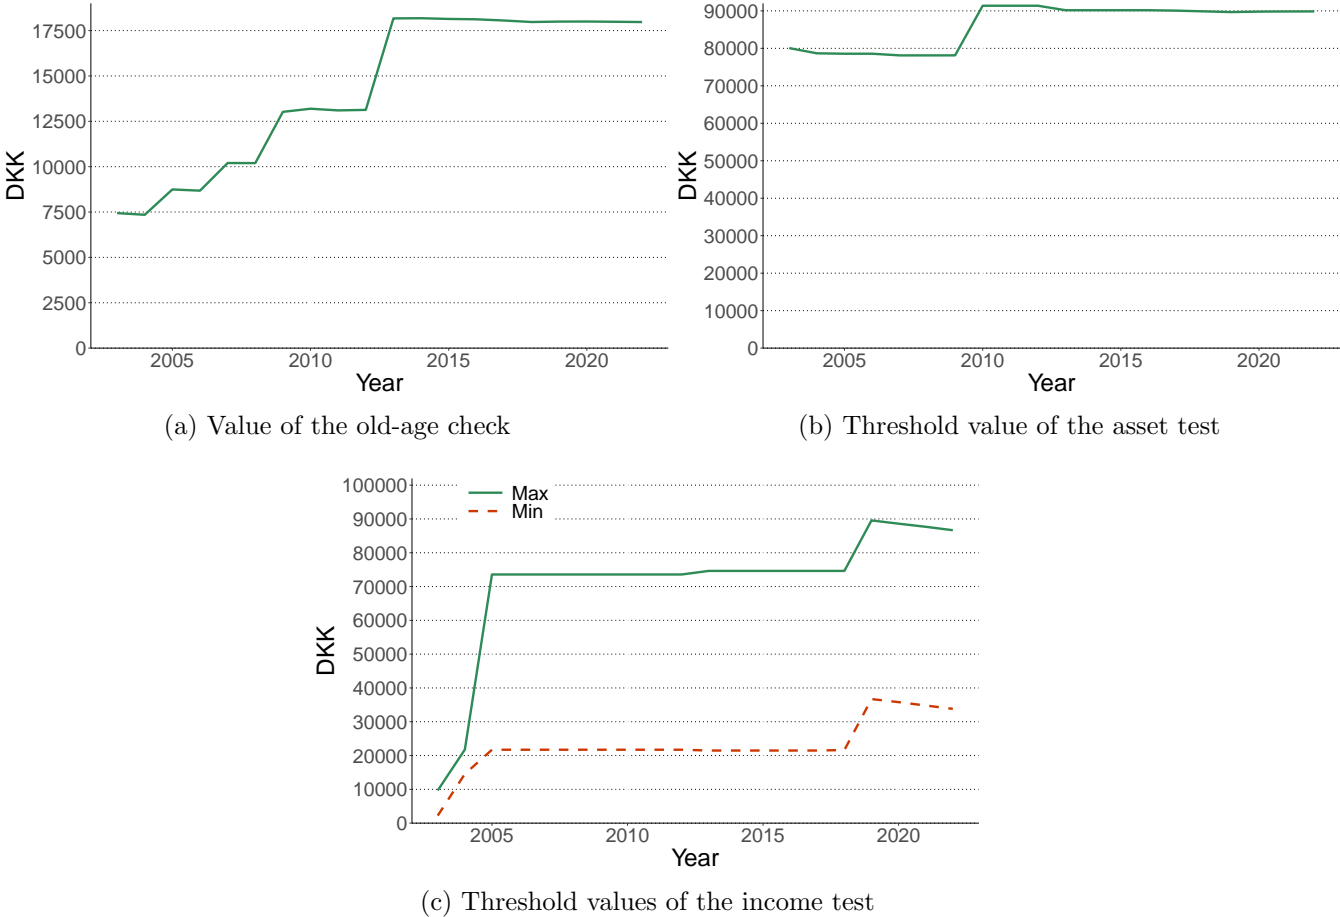 17500
15000
12500
10000
7500
5000
2500
0
DKK
2005 2010 2015 2020
Year
(a) Value of the old-age check
90000
80000
70000
60000
50000
40000
30000
20000
10000
0
DKK
2005 2010 2015 2020
Year
(b) Threshold value of the asset test
Max
Min
100000
90000
80000
70000
60000
50000
40000
30000
20000
10000
0
DKK
2005 2010 2015 2020
Year
(c) Threshold values of the income test